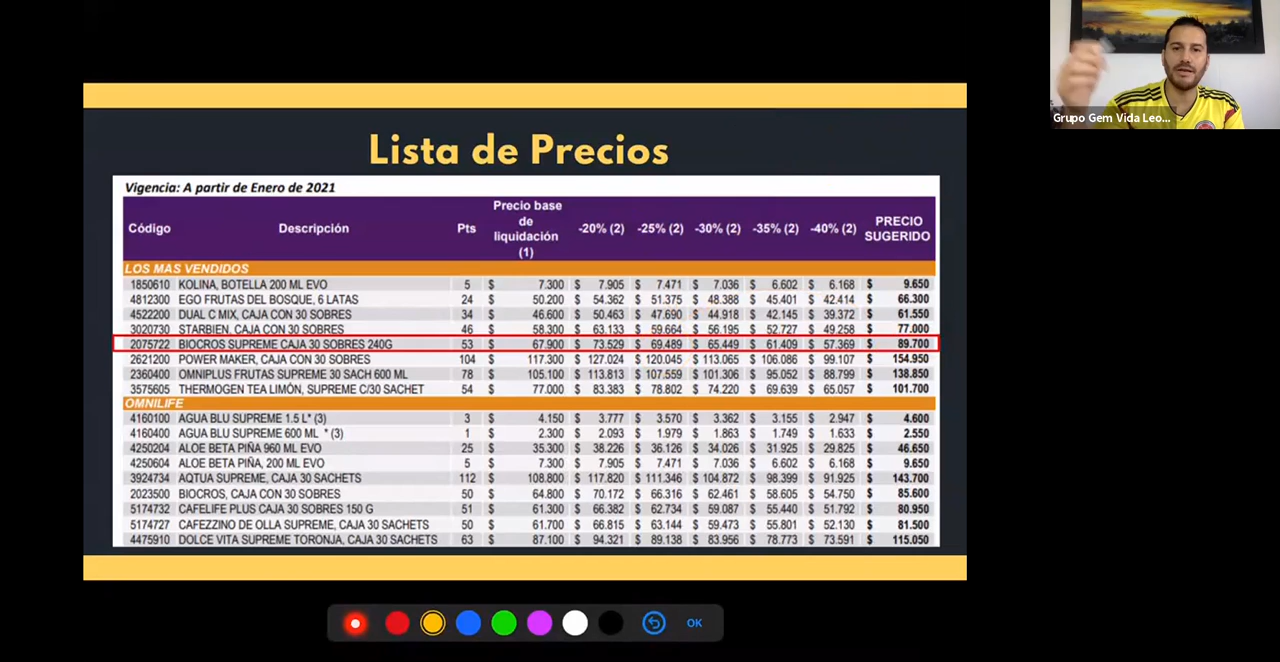 Grupo Gem Vida Leo...
Lista de Precios
Vigencia: A partir de Enero de 2021
Código Descripción Pts Precio base de liquidación (1) -20% (2) -25% (2) -30% (2) -35% (2) -40% (2) PRECIO SUGERIDO
LOS MAS VENDIDOS
1850610 KOLINA, BOTELLA 200 ML EVO 5 $ 7.300 $ 7.905 $ 7.471 $ 7.036 $ 6.602 $ 6.168 $ 9.650
4812300 EGO FRUTAS DEL BOSQUE, 6 LATAS 24 $ 50.200 $ 54.362 $ 51.375 $ 48.388 $ 45.401 $ 42.414 $ 66.300
4522200 DUAL C MIX, CAJA CON 30 SOBRES 34 $ 46.600 $ 50.463 $ 47.690 $ 44.918 $ 42.145 $ 39.372 $ 61.550
3020730 STARBIEN, CAJA CON 30 SOBRES 46 $ 58.300 $ 63.133 $ 59.664 $ 56.195 $ 52.727 $ 49.258 $ 77.000
2075722 BIOCROS SUPREME CAJA 30 SOBRES 240G 53 $ 67.900 $ 73.529 $ 69.489 $ 65.449 $ 61.409 $ 57.369 $ 89.700
2621200 POWER MAKER, CAJA CON 30 SOBRES 104 $ 117.300 $ 127.024 $ 120.045 $ 113.065 $ 106.086 $ 99.107 $ 154.950
2360400 OMNIPLUS FRUTAS SUPREME 30 SACH 600 ML 78 $ 105.100 $ 113.813 $ 107.559 $ 101.306 $ 95.052 $ 88.799 $ 138.850
3575605 THERMOGEN TEA LIMÓN, SUPREME C/30 SACHET 54 $ 77.000 $ 83.383 $ 78.802 $ 74.220 $ 69.639 $ 65.057 $ 101.700
OMNILIFE
4160100 AGUA BLU SUPREME 1.5 L* (3) 3 $ 4.150 $ 3.777 $ 3.570 $ 3.362 $ 3.155 $ 2.947 $ 4.600
4160400 AGUA BLU SUPREME 600 ML * (3) 1 $ 2.300 $ 2.093 $ 1.979 $ 1.863 $ 1.749 $ 1.633 $ 2.550
4250204 ALOE BETA PIÑA 960 ML EVO 25 $ 35.300 $ 38.226 $ 36.126 $ 34.026 $ 31.925 $ 29.825 $ 46.650
4250604 ALOE BETA PIÑA, 200 ML EVO 5 $ 7.300 $ 7.905 $ 7.471 $ 7.036 $ 6.602 $ 6.168 $ 9.650
3924734 AQTUA SUPREME, CAJA 30 SACHETS 112 $ 108.800 $ 117.820 $ 111.346 $ 104.872 $ 98.399 $ 91.925 $ 143.700
2023500 BIOCROS, CAJA CON 30 SOBRES 50 $ 64.800 $ 70.172 $ 66.316 $ 62.461 $ 58.605 $ 54.750 $ 85.600
5174732 CAFELIFE PLUS CAJA 30 SOBRES 150 G 51 $ 61.300 $ 66.382 $ 62.734 $ 59.087 $ 55.440 $ 51.792 $ 80.950
5174727 CAFEZZINO DE OLLA SUPREME, CAJA 30 SACHETS 50 $ 61.700 $ 66.815 $ 63.144 $ 59.473 $ 55.801 $ 52.130 $ 81.500
4475910 DOLCE VITA SUPREME TORONJA, CAJA 30 SACHETS 63 $ 87.100 $ 94.321 $ 89.138 $ 83.956 $ 78.773 $ 73.591 $ 115.050
OK